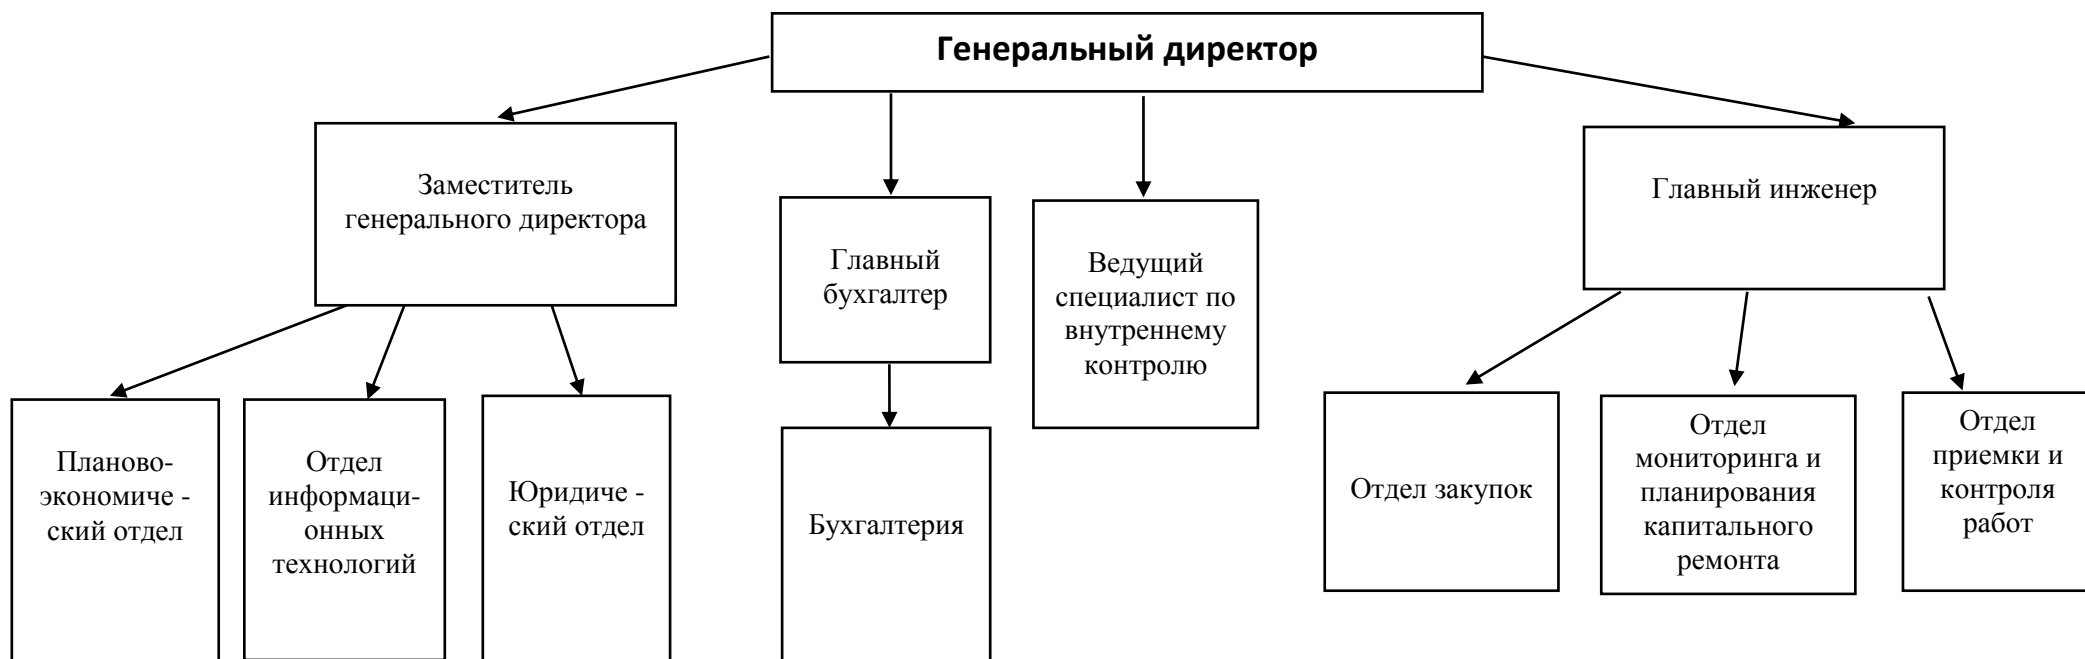 Генеральный директор
Заместитель
генерального директора
Главный
бухгалтер
Ведущий
специалист по
внутреннему
контролю
Главный инженер
Планово-
экономиче -
ский отдел
Отдел
информаци-
онных
технологий
Юридиче -
ский отдел
Бухгалтерия
Отдел закупок
Отдел
мониторинга и
планирования
капитального
ремонта
Отдел
приемки и
контроля
работ